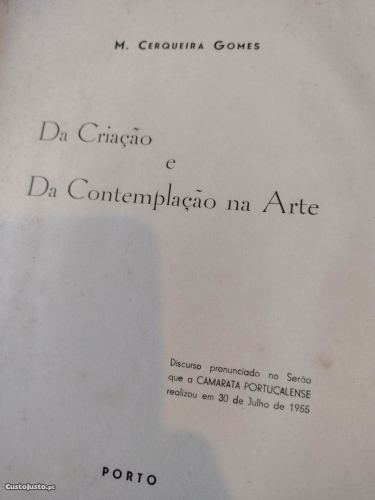 M. CERQUEIRA GOMES
Da Criação
e
Da Contemplação na Arte
Discurso pronunciado no Serão
que a CAMARATA PORTUCALENSE
realizou em 30 de Julho de 1955
PORTO
CustoJusto.pt